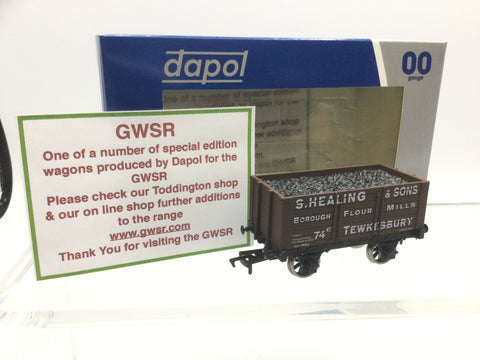 dapol
00
gauge
GWSR
One of a number of special edition
wagons produced by Dapol for the
GWSR
Please check our Toddington shop
& our on line shop further additions
to the range
www.gwsr.com
Thank You for visiting the GWSR
S.HEALING & SONS
BOROUGH FLOUR MILLS
74
TEWKESBURY